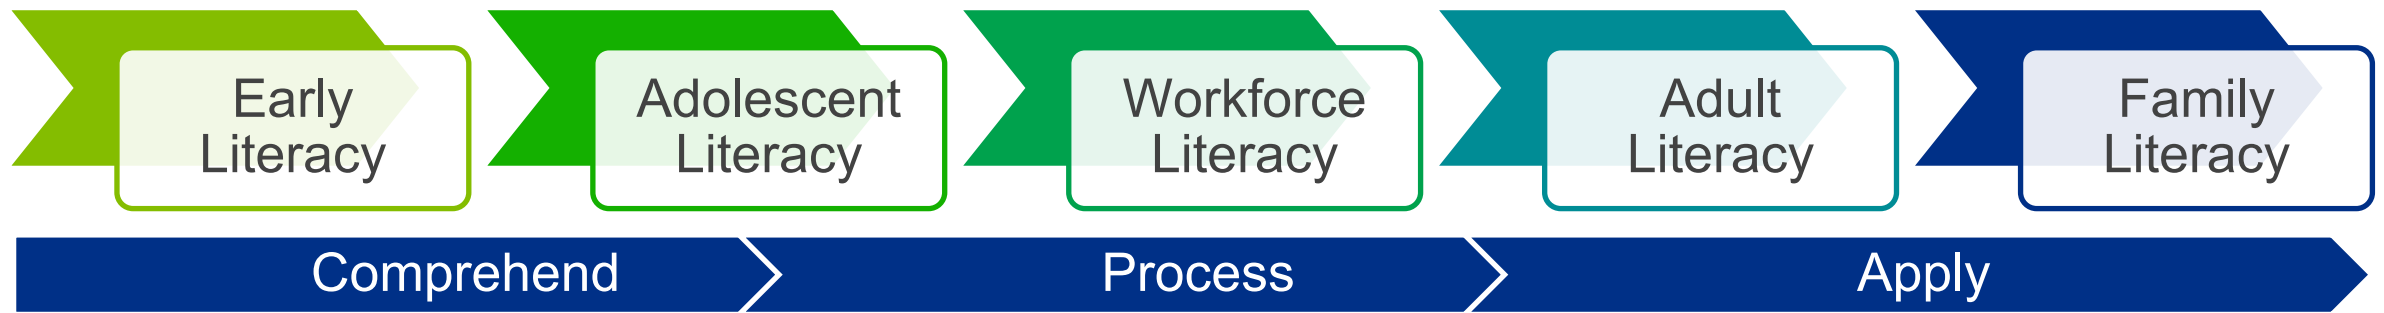 Early
Literacy
Adolescent
Literacy
Workforce
Literacy
Adult
Literacy
Family
Literacy
Comprehend
Process
Apply